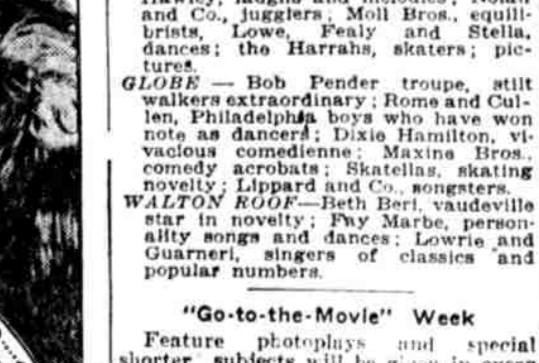 and Co., jugglers; Moll Bros., equili-
brists, Lowe, Fealy and Stella,
dances; the Harrahs, skaters; pic-
tures.
GLOBE — Bob Pender troupe, stilt
walkers extraordinary; Rome and Cul-
len, Philadelphia boys who have won
note as dancers; Dixie Hamilton, vi-
vacious comedienne; Maxine Bros.,
comedy acrobats; Skatellas, skating
novelty; Lippard and Co., songsters.
WALTON ROOF—Beth Beri, vaudeville
star in novelty; Fay Marbe, person-
ality songs and dances; Lowrie and
Guarneri, singers of classics and
popular numbers.
"Go-to-the-Movie" Week
Feature photoplays and special
shorter subjects will be